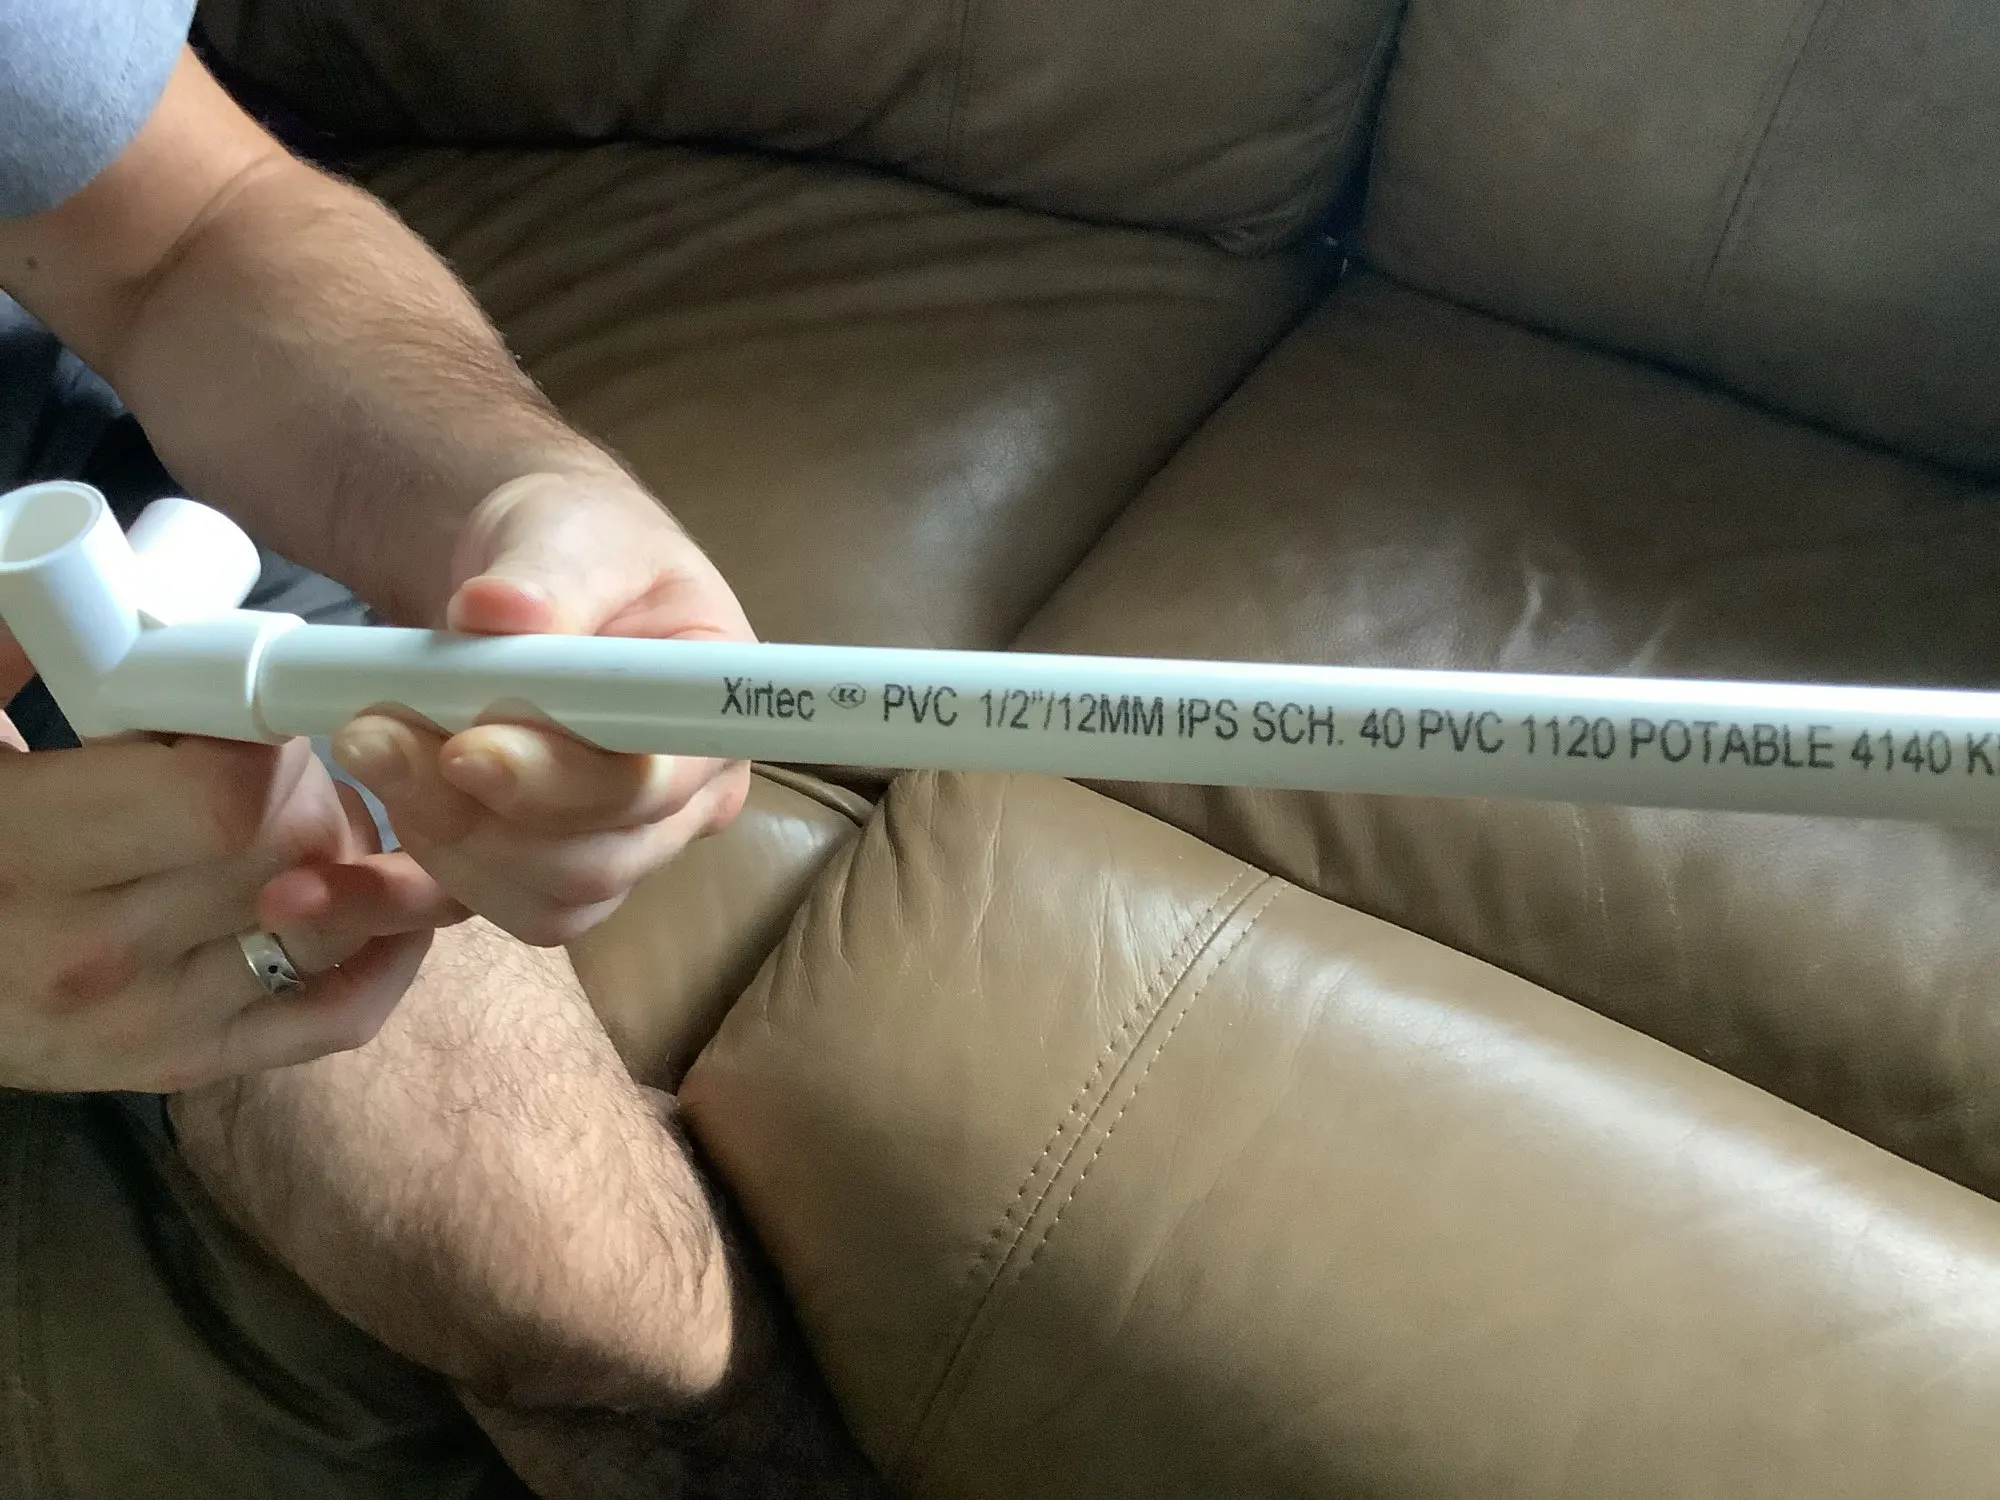 Xirtec ® PVC 1/2"/12MM IPS SCH. 40 PVC 1120 POTABLE 4140